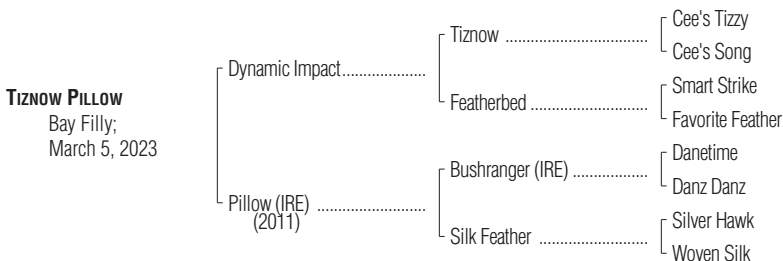 TIZNOW PILLOW
Bay Filly;
March 5, 2023
Dynamic Impact....................
Pillow (IRE) ..........................
(2011)
Tiznow ..................................
Featherbed ............................
Bushranger (IRE) ..................
Silk Feather ..........................
Cee's Tizzy
Cee's Song
Smart Strike
Favorite Feather
Danetime
Danz Danz
Silver Hawk
Woven Silk